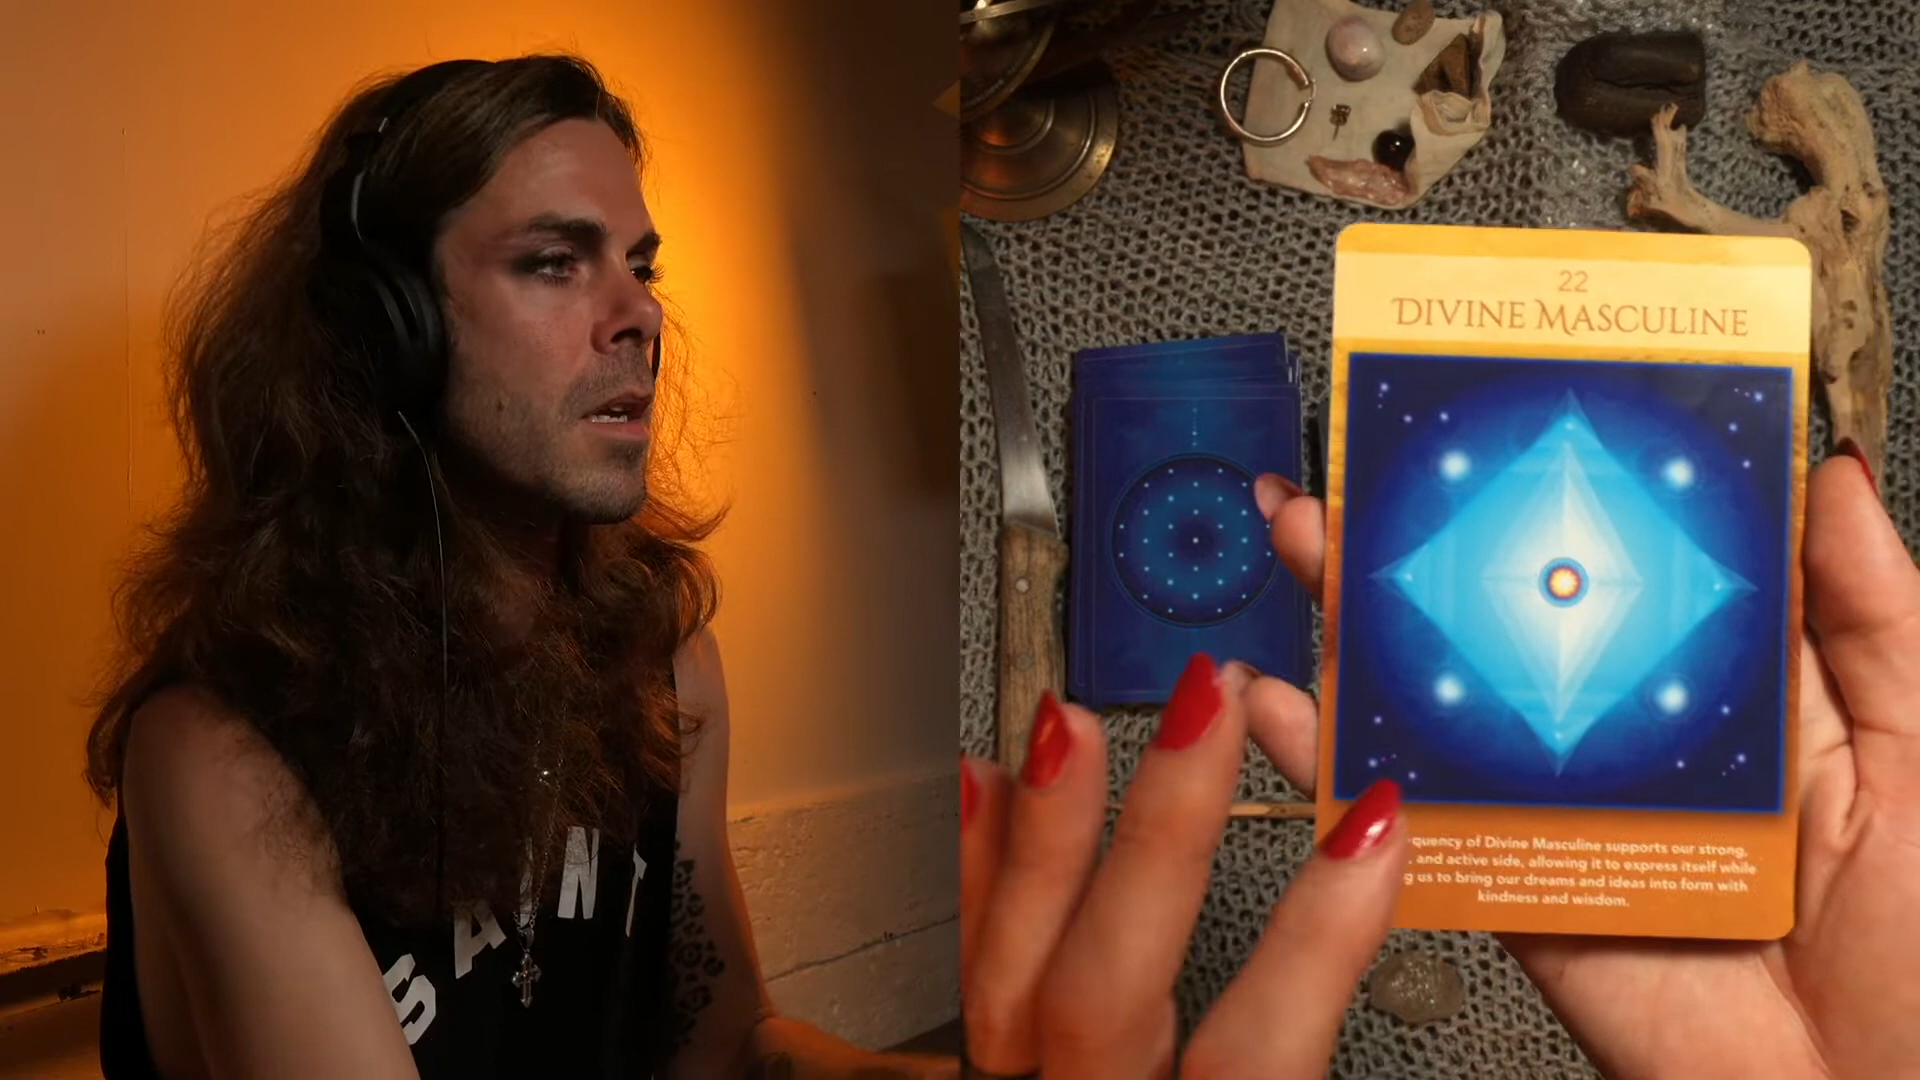 SAINT
22
DIVINE MASCULINE
quency of Divine Masculine supports our strong,
, and active side, allowing it to express itself while
g us to bring our dreams and ideas into form with
kindness and wisdom.